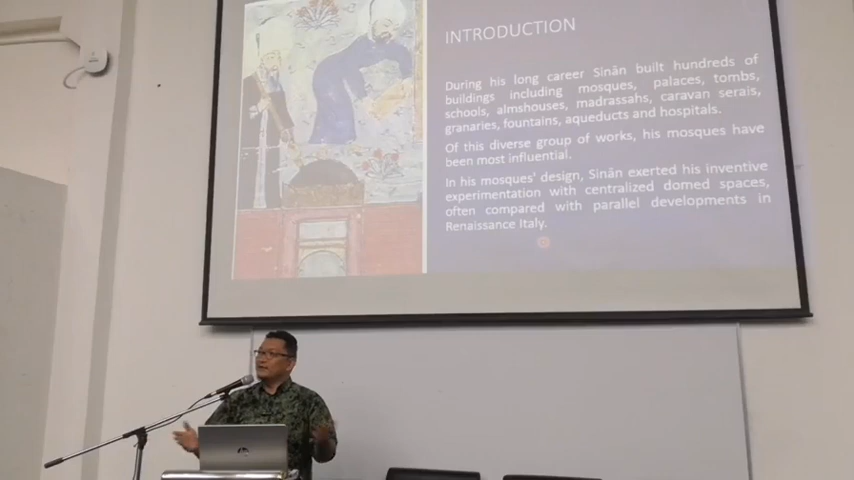 INTRODUCTION
During his long career Sinān built hundreds of
buildings including mosques, palaces, tombs,
schools, almshouses, madrassahs, caravan serais,
granaries, fountains, aqueducts and hospitals.
Of this diverse group of works, his mosques have
been most influential.
In his mosques' design, Sinān exerted his inventive
experimentation with centralized domed spaces,
often compared with parallel developments in
Renaissance Italy.
hp